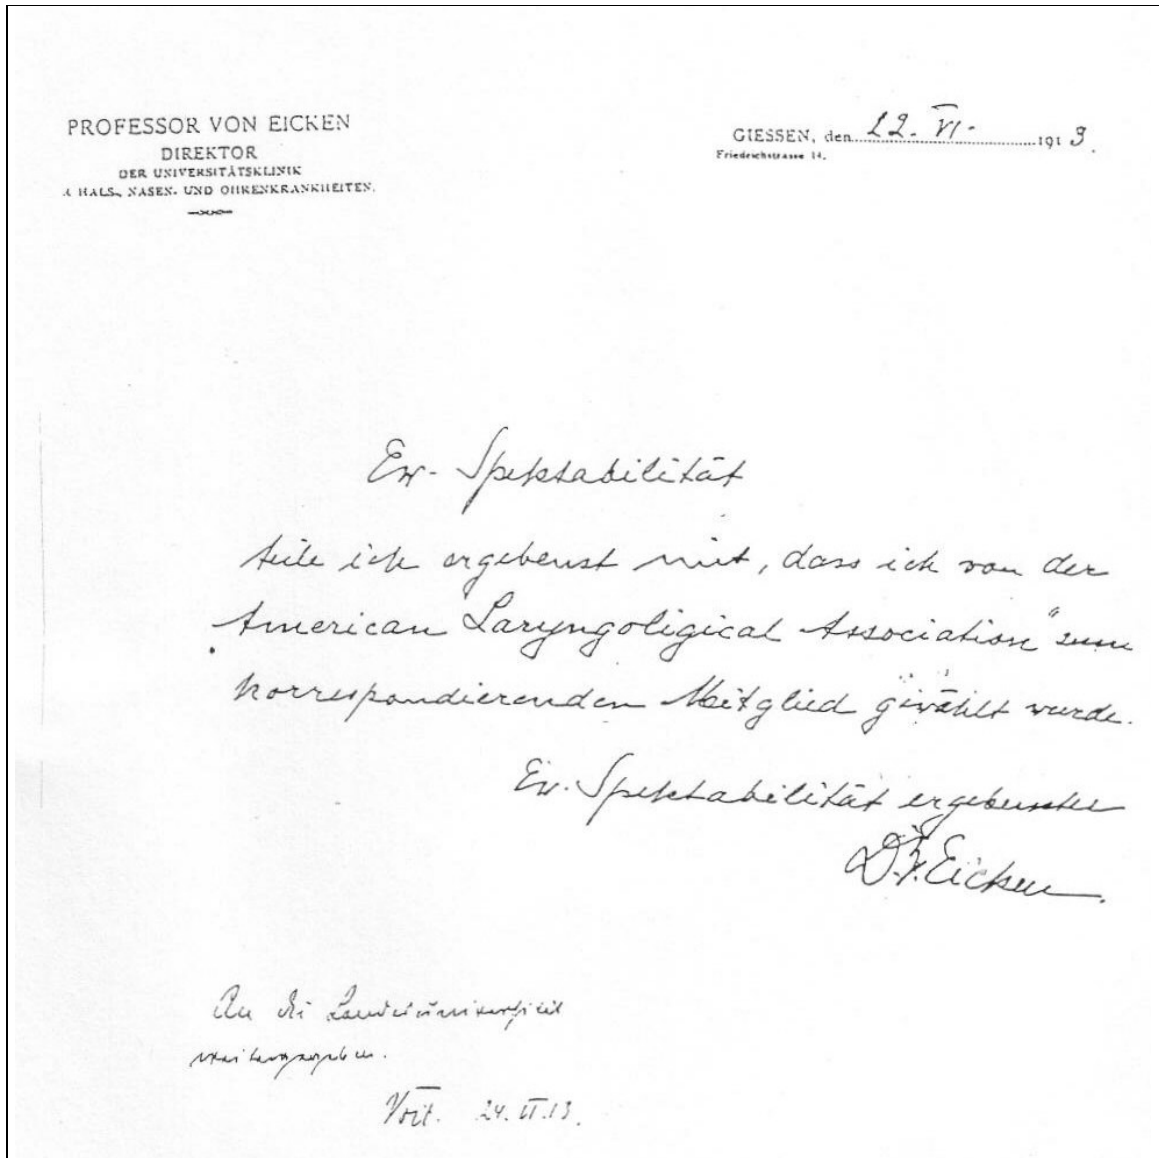 PROFESSOR VON EICKEN
DIREKTOR
DER UNIVERSITÄTSKLINIK
R HALS-, NASEN- UND OHRENKRANKHEITEN.
GIESSEN, den 22. VI. 1913.
Friedrichstrasse 14.
Ew. Spektabilität
teile ich ergebenst mit, dass ich von der
American Laryngoligical Association" zum
korrespondierenden Mitglied gewählt wurde.
Ew. Spektabilität ergebenster
D. v. Eicken.
An die Landesuniversität
weitergegeben.
Voit. 24. VI. 13.